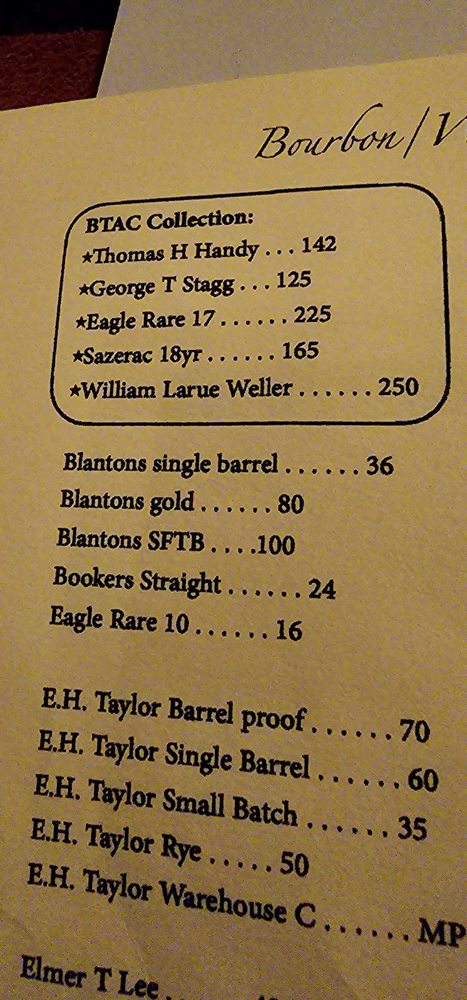 Bourbon/
BTAC Collection:
★Thomas H Handy . . . 142
★George T Stagg . . . 125
★Eagle Rare 17 . . . . . . 225
★Sazerac 18yr . . . . . . 165
★William Larue Weller . . . . . . 250
Blantons single barrel . . . . . . 36
Blantons gold . . . . . . 80
Blantons SFTB . . . .100
Bookers Straight . . . . . . 24
Eagle Rare 10 . . . . . . 16
E.H. Taylor Barrel proof . . . . . . 70
E.H. Taylor Single Barrel . . . . . . 60
E.H. Taylor Small Batch . . . . . . 35
E.H. Taylor Rye . . . . . 50
E.H. Taylor Warehouse C . . . . . . MP
Elmer T Lee . .